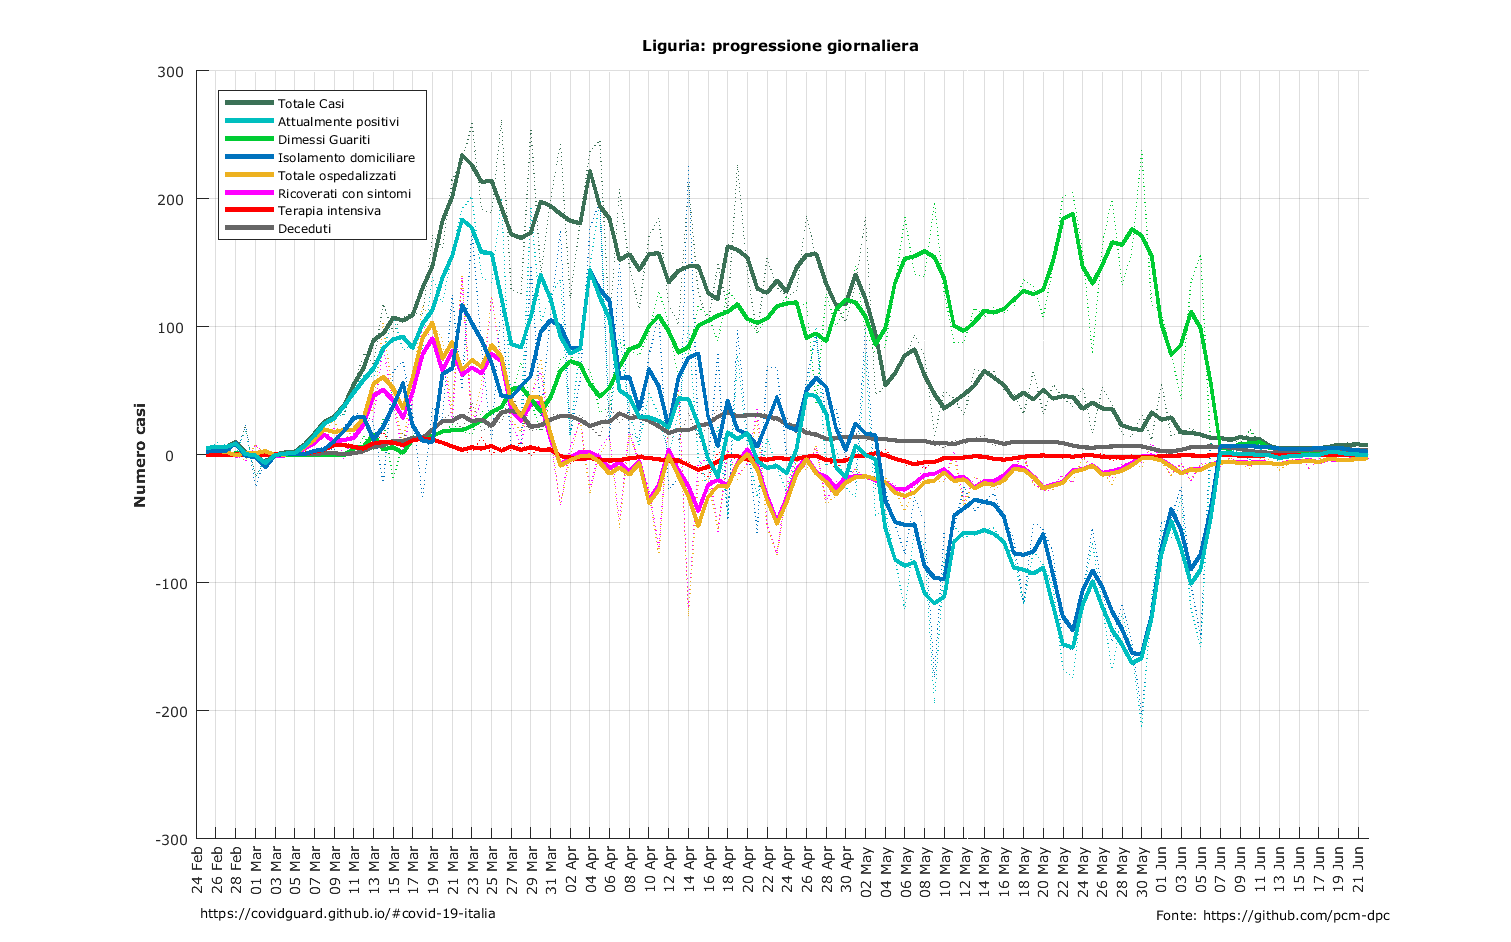 Liguria: progressione giornaliera
300
200
100
0
-100
-200
-300
Numero casi
Totale Casi
Attualmente positivi
Dimessi Guariti
Isolamento domiciliare
Totale ospedalizzati
Ricoverati con sintomi
Terapia intensiva
Deceduti
24 Feb
26 Feb
28 Feb
01 Mar
03 Mar
05 Mar
07 Mar
09 Mar
11 Mar
13 Mar
15 Mar
17 Mar
19 Mar
21 Mar
23 Mar
25 Mar
27 Mar
29 Mar
31 Mar
02 Apr
04 Apr
06 Apr
08 Apr
10 Apr
12 Apr
14 Apr
16 Apr
18 Apr
20 Apr
22 Apr
24 Apr
26 Apr
28 Apr
30 Apr
02 May
04 May
06 May
08 May
10 May
12 May
14 May
16 May
18 May
20 May
22 May
24 May
26 May
28 May
30 May
01 Jun
03 Jun
05 Jun
07 Jun
09 Jun
11 Jun
13 Jun
15 Jun
17 Jun
19 Jun
21 Jun
https://covidguard.github.io/#covid-19-italia
Fonte: https://github.com/pcm-dpc